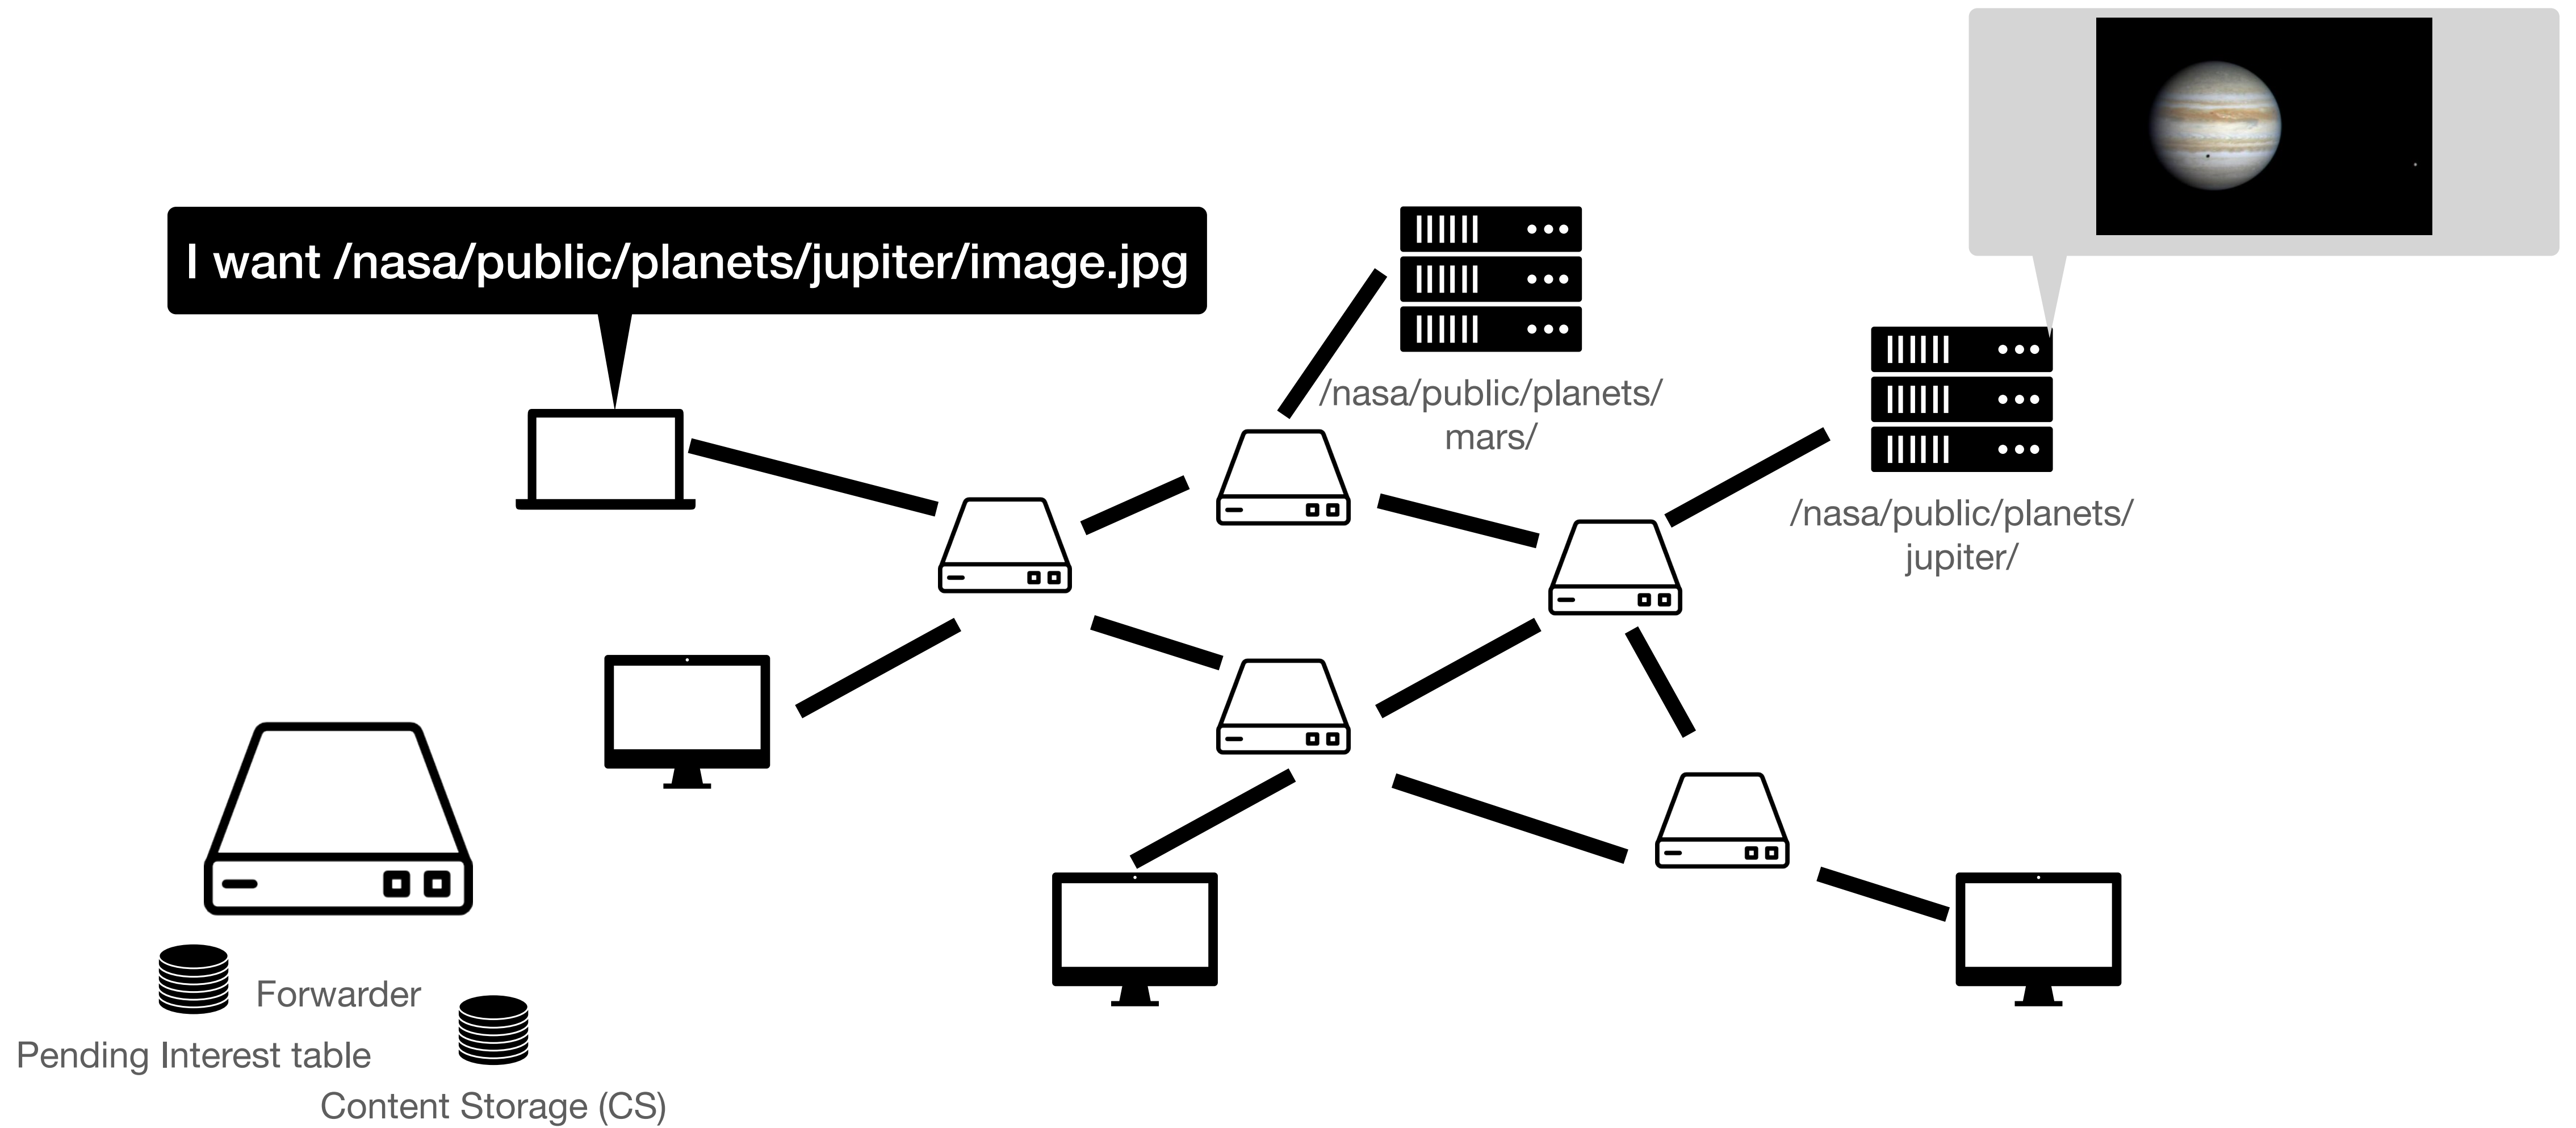 I want /nasa/public/planets/jupiter/image.jpg
/nasa/public/planets/
mars/
/nasa/public/planets/
jupiter/
Forwarder
Pending Interest table
Content Storage (CS)